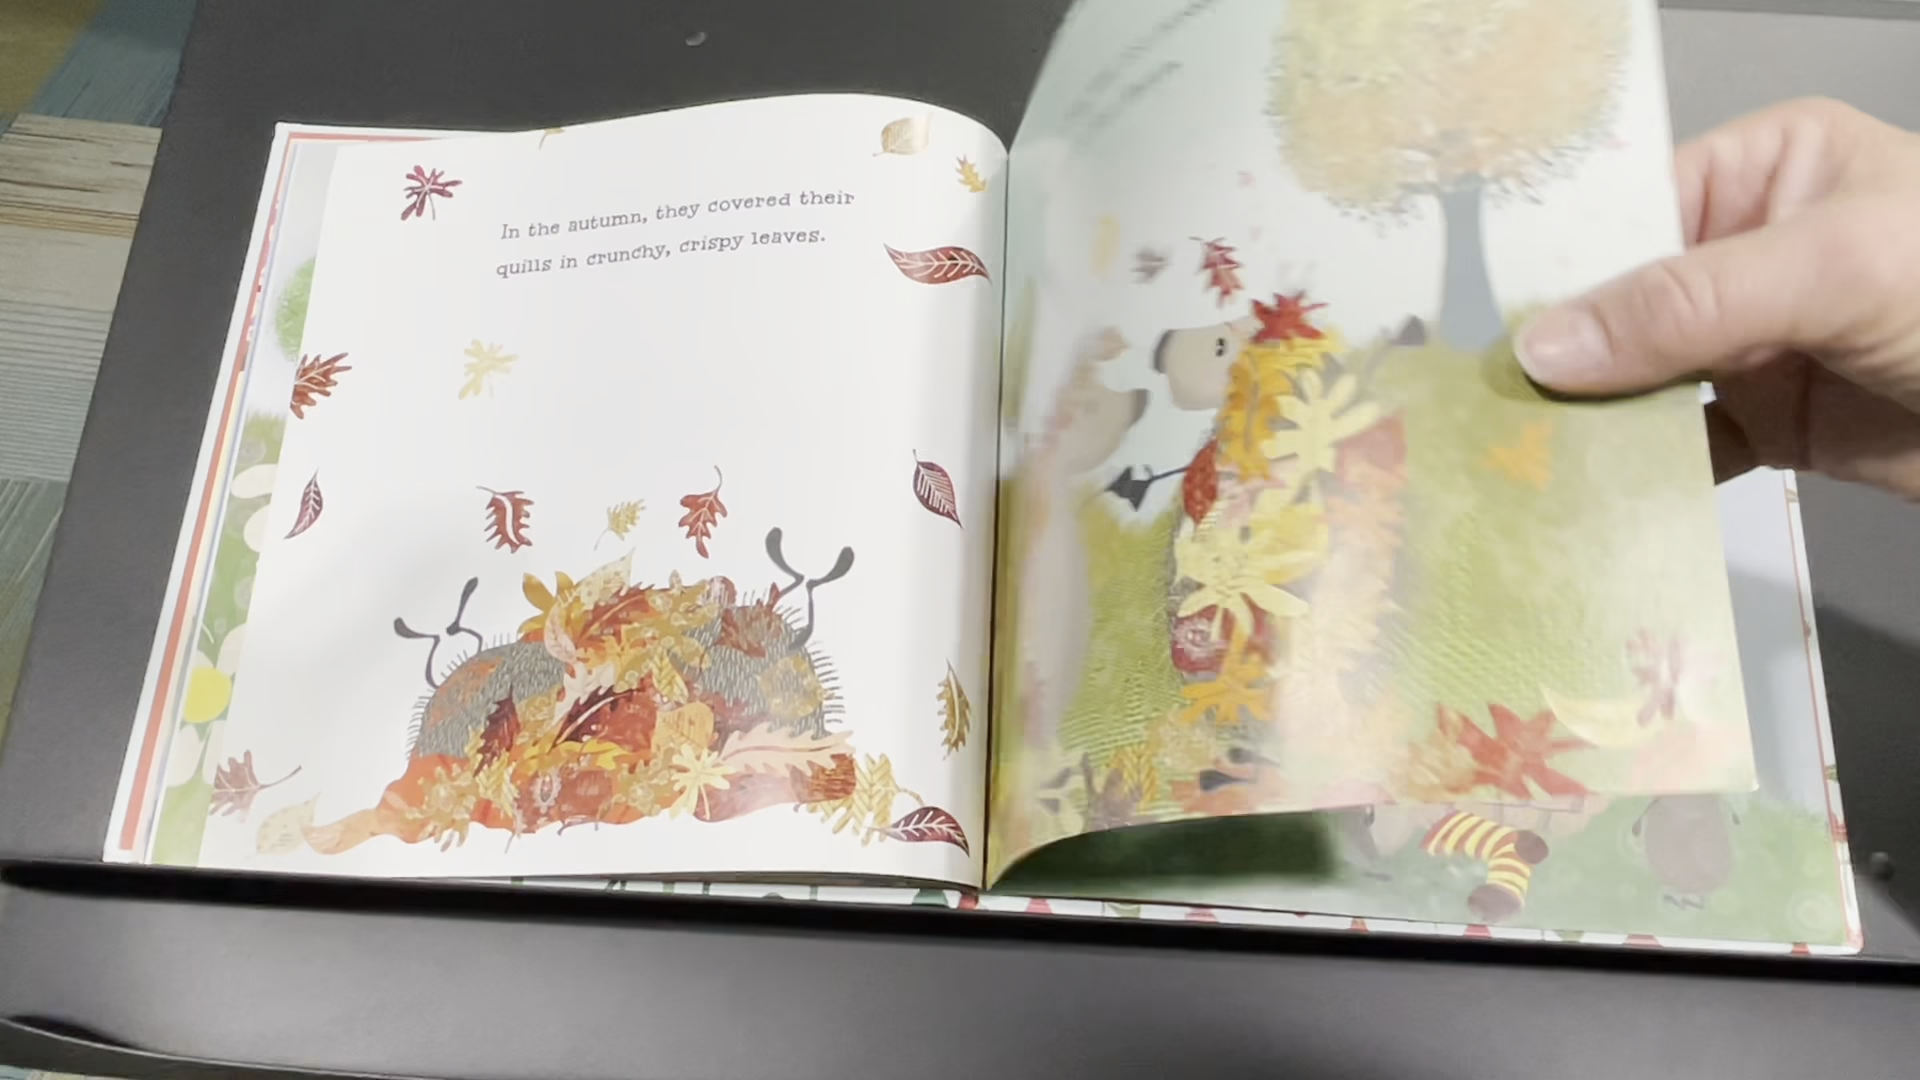 In the autumn, they covered their
quills in crunchy, crispy leaves.